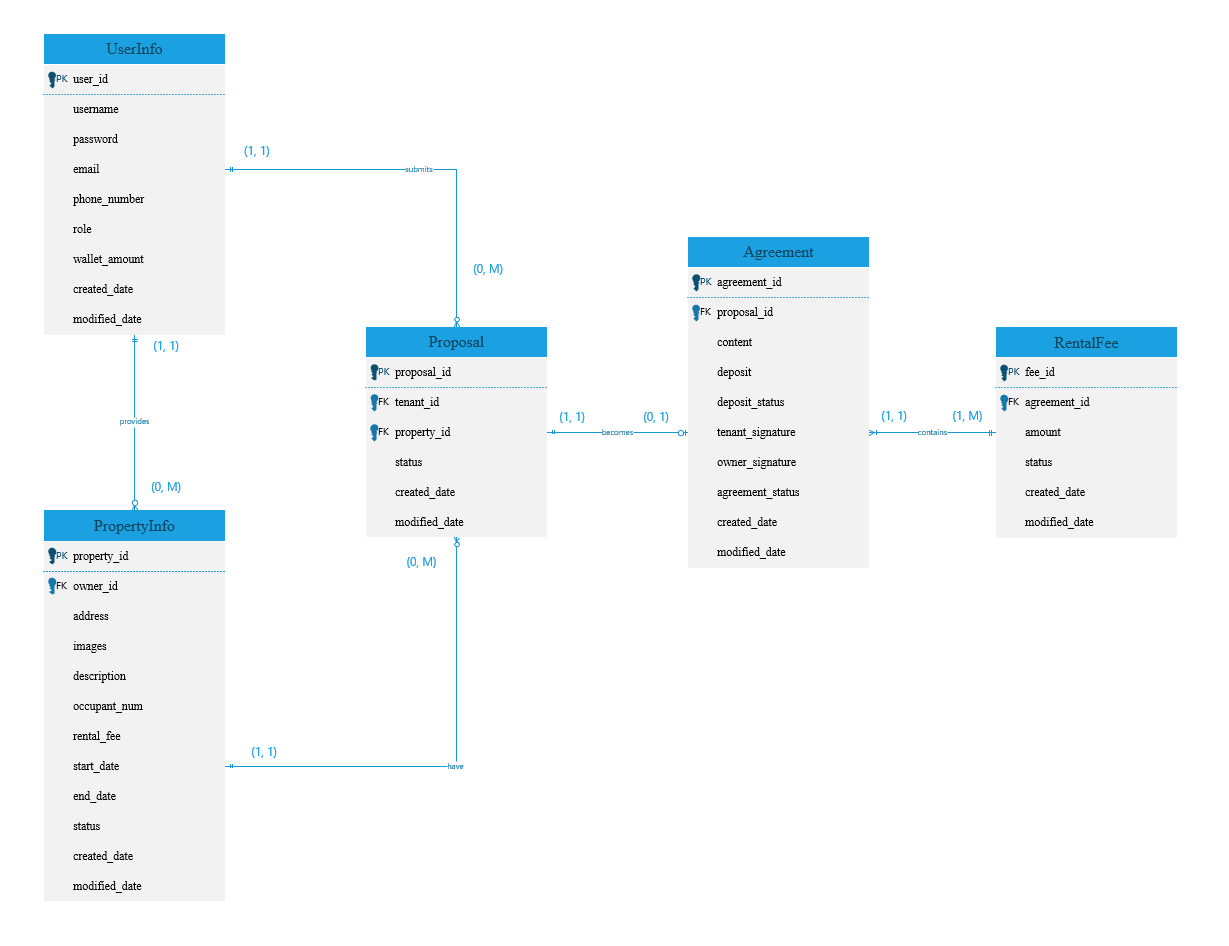 UserInfo
PK user_id
username
password
email
phone_number
role
wallet_amount
created_date
modified_date
(1, 1)
submits
(0, M)
(1, 1)
provides
(0, M)
PropertyInfo
PK property_id
FK owner_id
address
images
description
occupant_num
rental_fee
start_date
end_date
status
created_date
modified_date
(1, 1)
have
(0, M)
Proposal
PK proposal_id
FK tenant_id
FK property_id
status
created_date
modified_date
(1, 1)
becomes
(0, 1)
Agreement
PK agreement_id
FK proposal_id
content
deposit
deposit_status
tenant_signature
owner_signature
agreement_status
created_date
modified_date
(1, 1)
contains
(1, M)
RentalFee
PK fee_id
FK agreement_id
amount
status
created_date
modified_date